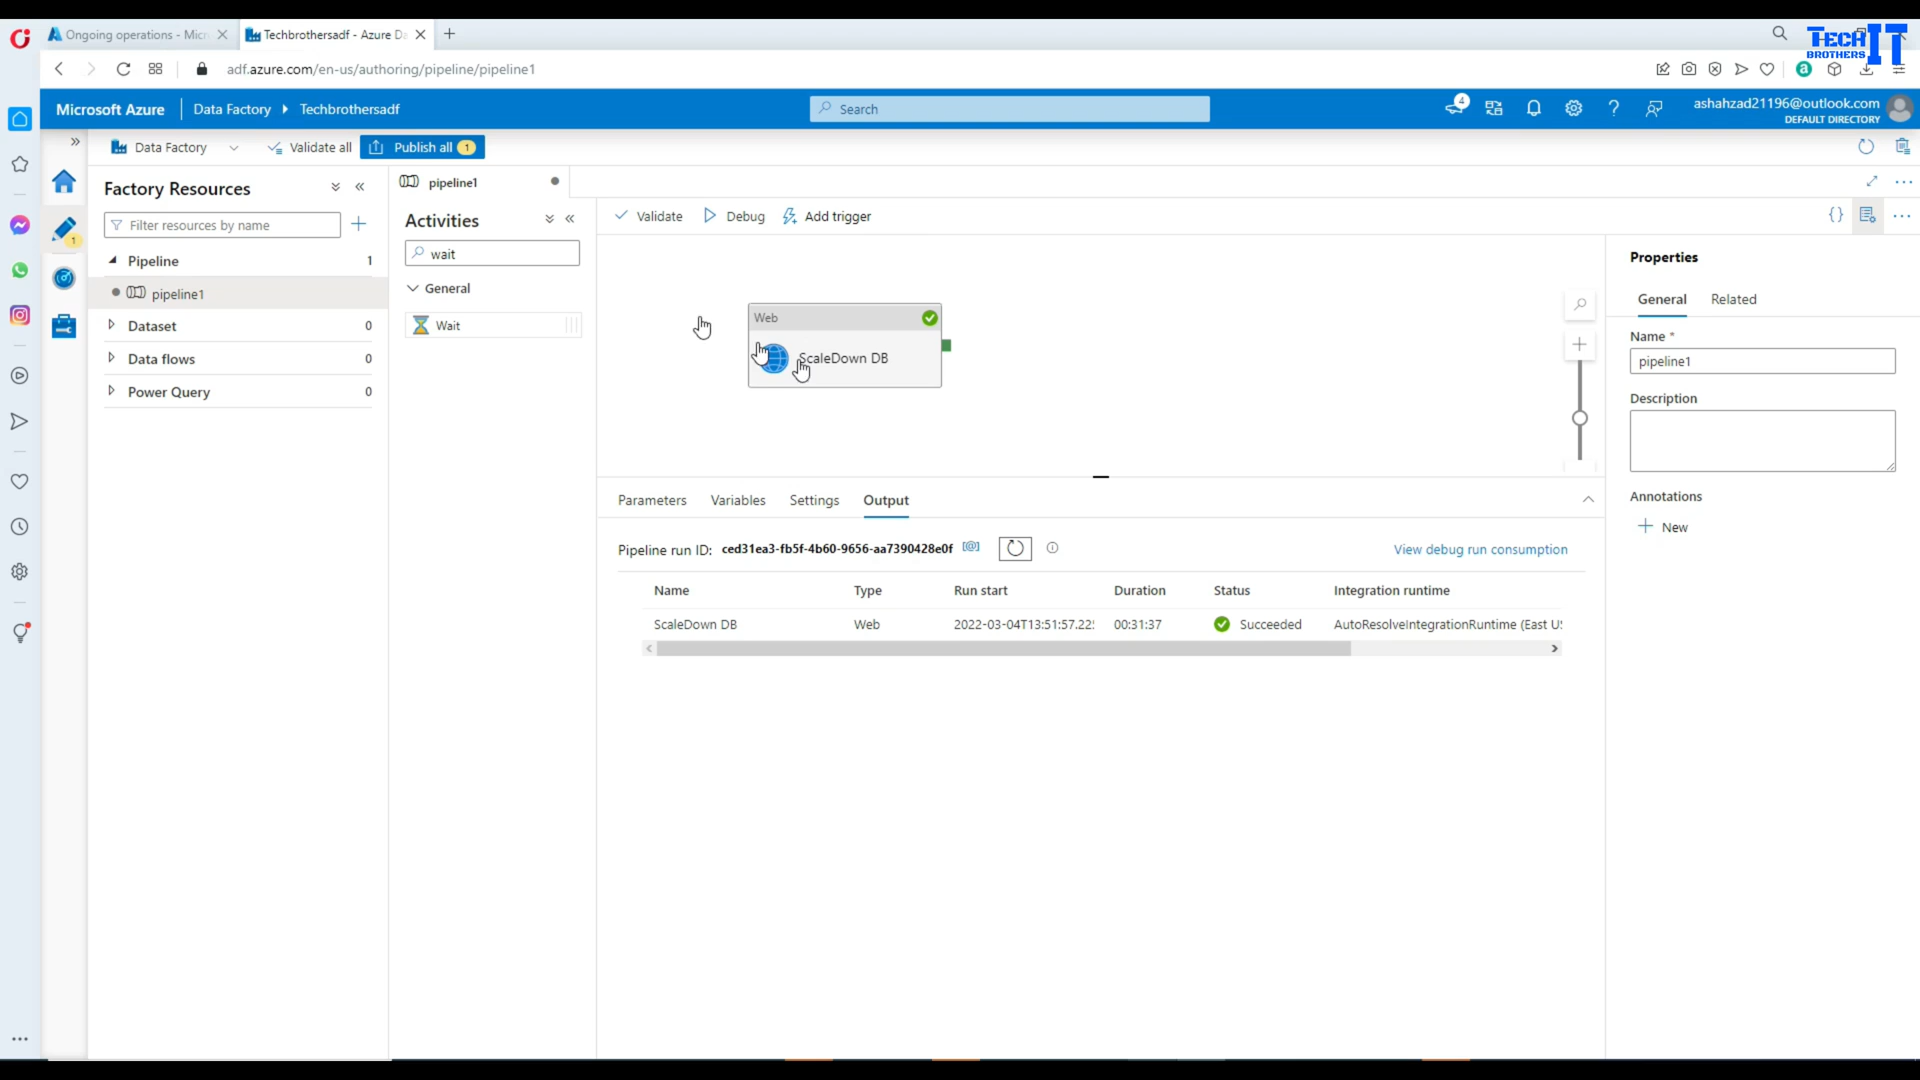 Ongoing operations - Micr
Techbrothersadf - Azure Da
TECH IT
BROTHERS
adf.azure.com/en-us/authoring/pipeline/pipeline1
Microsoft Azure
Data Factory
Techbrothersadf
Search
4
ashahzad21196@outlook.com
DEFAULT DIRECTORY
Data Factory
Validate all
Publish all 1
Factory Resources
pipeline1
Activities
Validate
Debug
Add trigger
Filter resources by name
1
wait
Pipeline 1
General
pipeline1
Wait
Dataset 0
Data flows 0
Power Query 0
Web
ScaleDown DB
Properties
General
Related
Name *
pipeline1
Description
Annotations
New
Parameters
Variables
Settings
Output
Pipeline run ID: ced31ea3-fb5f-4b60-9656-aa7390428e0f [@]
View debug run consumption
Name Type Run start Duration Status Integration runtime
ScaleDown DB Web 2022-03-04T13:51:57.22 00:31:37 Succeeded AutoResolveIntegrationRuntime (East U